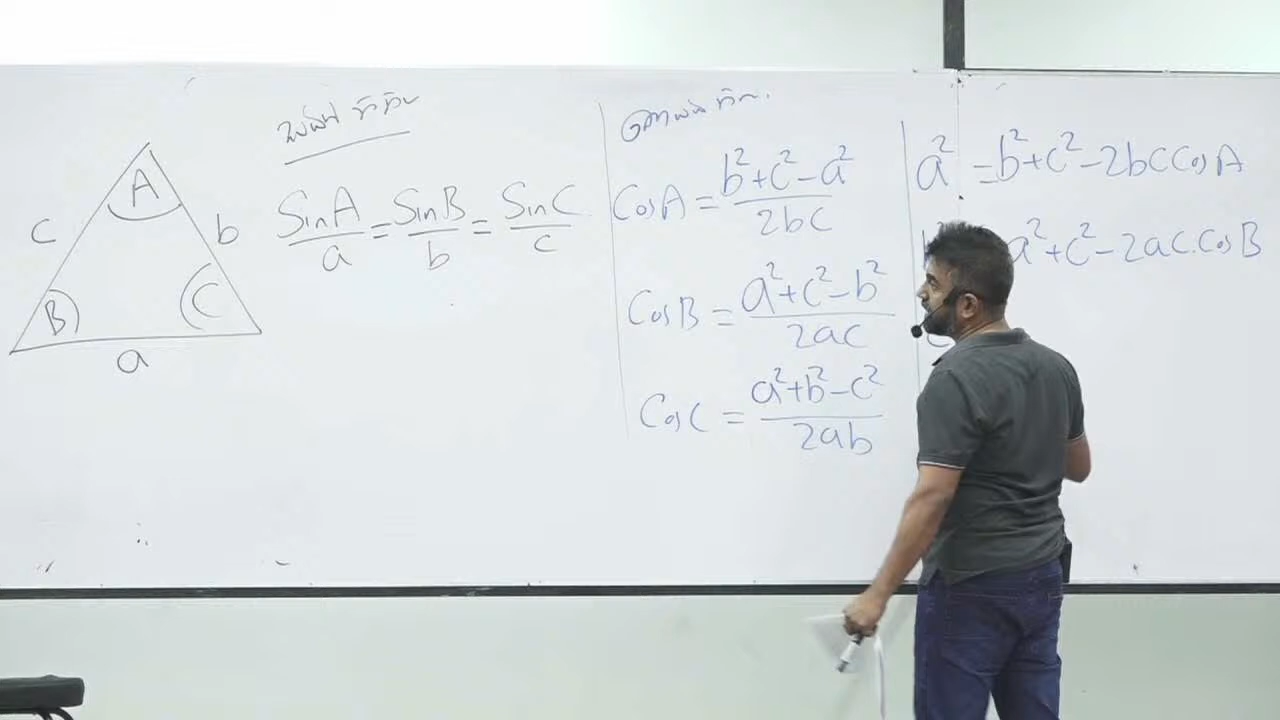 A
c
b
B
C
a
SinA/a = SinB/b = SinC/c
CosA = b²+c²-a²/2bc
CosB = a²+c²-b²/2ac
CosC = a²+b²-c²/2ab
a² = b²+c²-2bcCosA
a²+c²-2ac.CosB